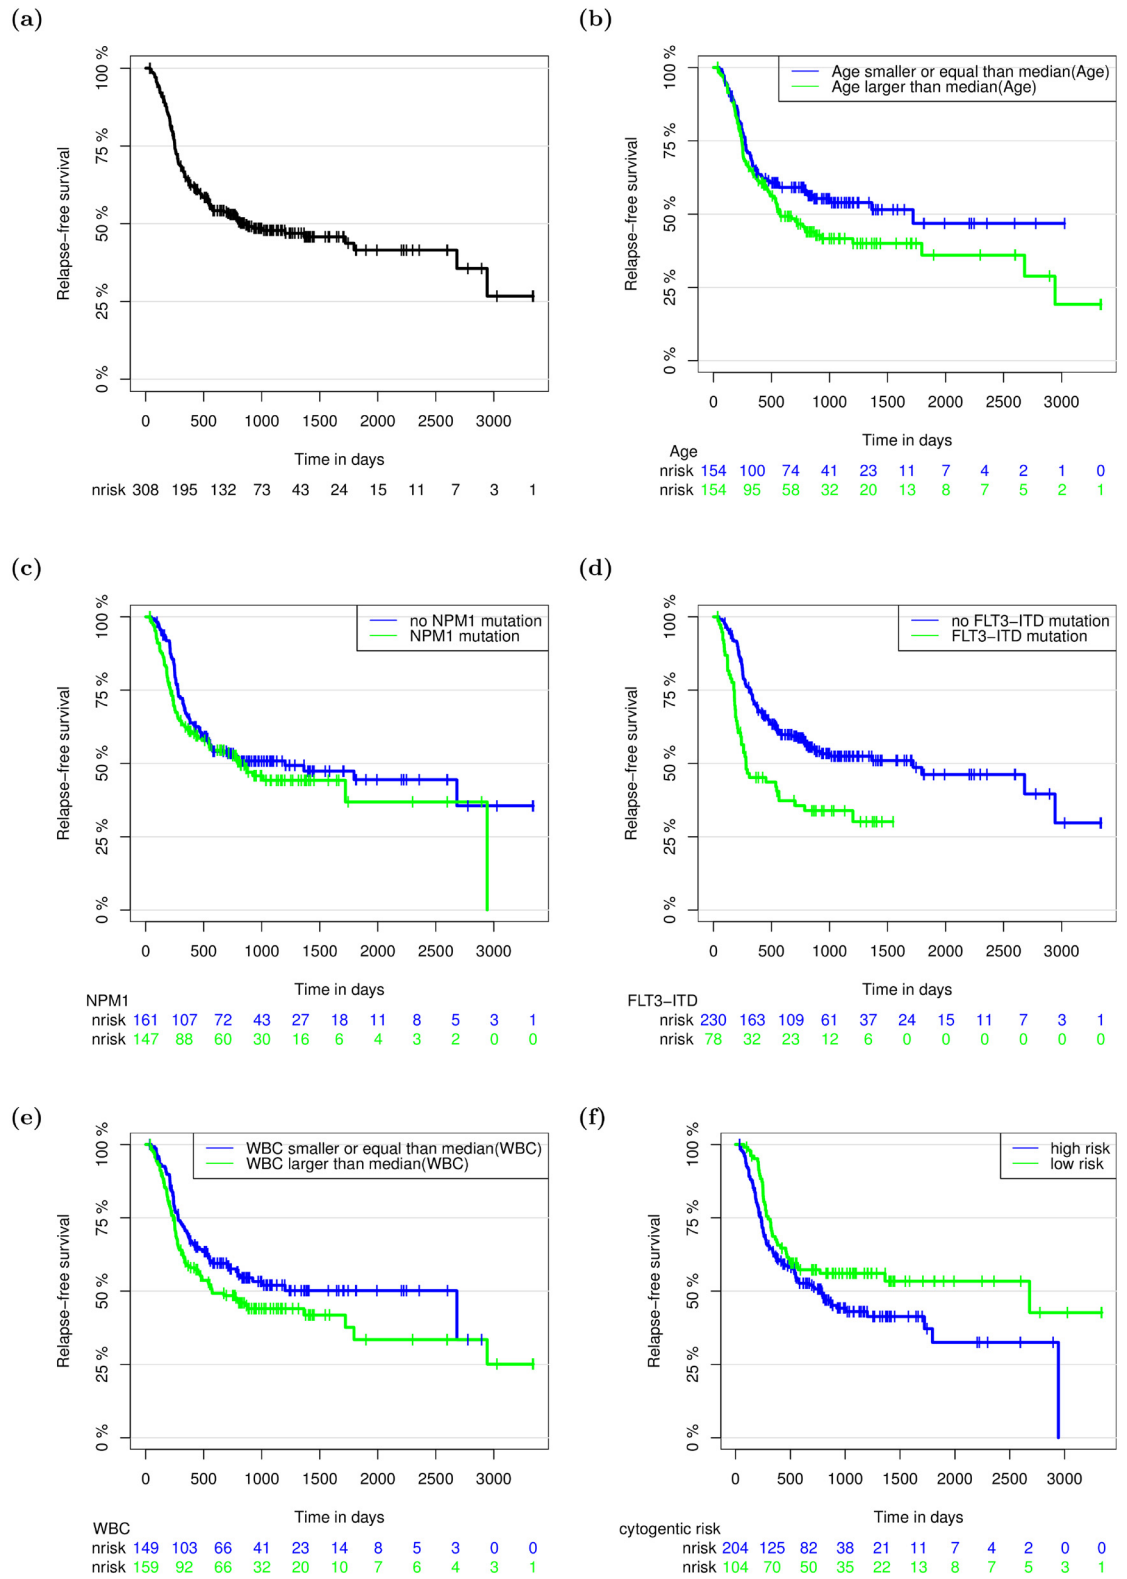 (a)
100 %
75 %
50 %
25 %
0 %
Relapse−free survival
0 500 1000 1500 2000 2500 3000
Time in days
nrisk 308 195 132 73 43 24 15 11 7 3 1
(b)
100 %
75 %
50 %
25 %
0 %
Relapse−free survival
Age smaller or equal than median(Age)
Age larger than median(Age)
0 500 1000 1500 2000 2500 3000
Time in days
Age
nrisk 154 100 74 41 23 11 7 4 2 1 0
nrisk 154 95 58 32 20 13 8 7 5 2 1
(c)
100 %
75 %
50 %
25 %
0 %
Relapse−free survival
no NPM1 mutation
NPM1 mutation
0 500 1000 1500 2000 2500 3000
Time in days
NPM1
nrisk 161 107 72 43 27 18 11 8 5 3 1
nrisk 147 88 60 30 16 6 4 3 2 0 0
(d)
100 %
75 %
50 %
25 %
0 %
Relapse−free survival
no FLT3−ITD mutation
FLT3−ITD mutation
0 500 1000 1500 2000 2500 3000
Time in days
FLT3−ITD
nrisk 230 163 109 61 37 24 15 11 7 3 1
nrisk 78 32 23 12 6 0 0 0 0 0 0
(e)
100 %
75 %
50 %
25 %
0 %
Relapse−free survival
WBC smaller or equal than median(WBC)
WBC larger than median(WBC)
0 500 1000 1500 2000 2500 3000
Time in days
WBC
nrisk 149 103 66 41 23 14 8 5 3 0 0
nrisk 159 92 66 32 20 10 7 6 4 3 1
(f)
100 %
75 %
50 %
25 %
0 %
Relapse−free survival
high risk
low risk
0 500 1000 1500 2000 2500 3000
Time in days
cytogentic risk
nrisk 204 125 82 38 21 11 7 4 2 0 0
nrisk 104 70 50 35 22 13 8 7 5 3 1